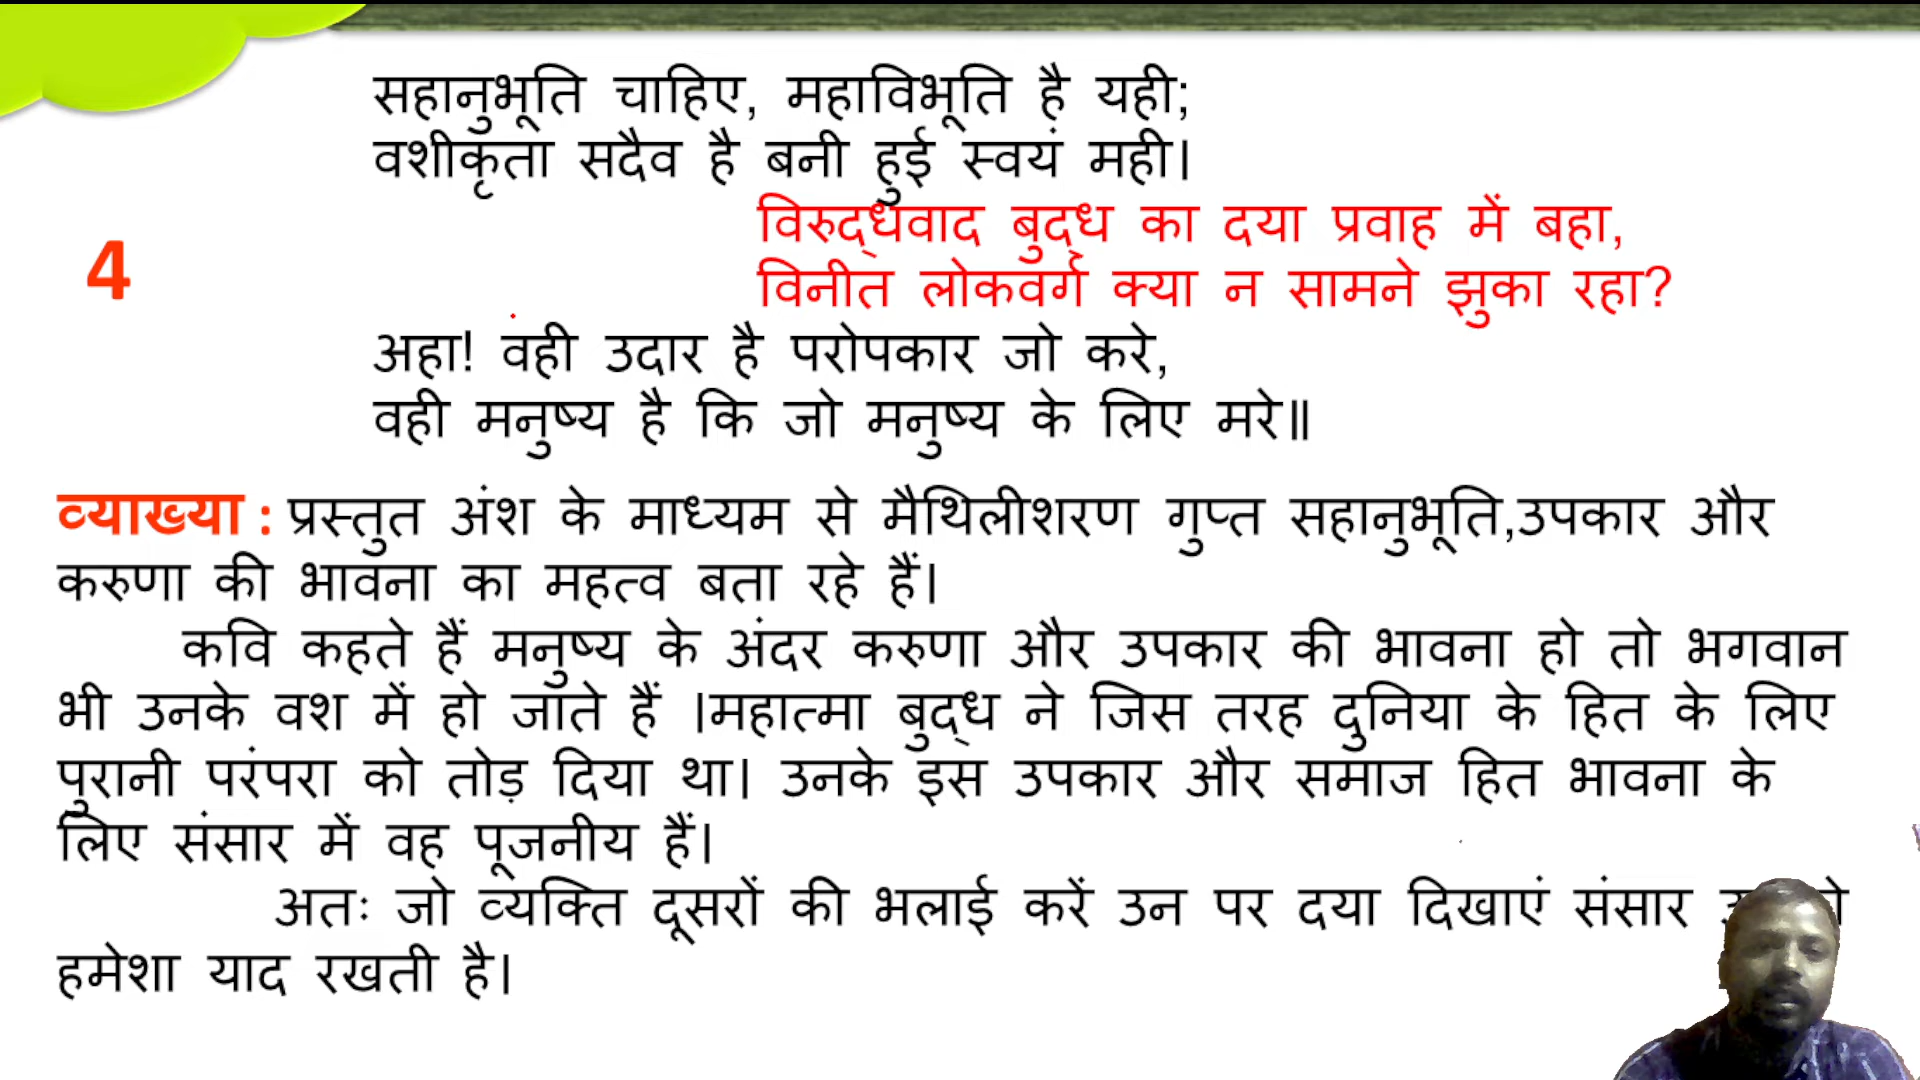 सहानुभूति चाहिए, महाविभूति है यही;
वशीकृता सदैव है बनी हुई स्वयं मही।
विरुद्धवाद बुद्ध का दया प्रवाह में बहा,
विनीत लोकवर्ग क्या न सामने झुका रहा?
4
अहा! वही उदार है परोपकार जो करे,
वही मनुष्य है कि जो मनुष्य के लिए मरे॥
व्याख्या : प्रस्तुत अंश के माध्यम से मैथिलीशरण गुप्त सहानुभूति,उपकार और
करुणा की भावना का महत्व बता रहे हैं।
कवि कहते हैं मनुष्य के अंदर करुणा और उपकार की भावना हो तो भगवान
भी उनके वश में हो जाते हैं ।महात्मा बुद्ध ने जिस तरह दुनिया के हित के लिए
पुरानी परंपरा को तोड़ दिया था। उनके इस उपकार और समाज हित भावना के
लिए संसार में वह पूजनीय हैं।
अतः जो व्यक्ति दूसरों की भलाई करें उन पर दया दिखाएं संसार
हमेशा याद रखती है।